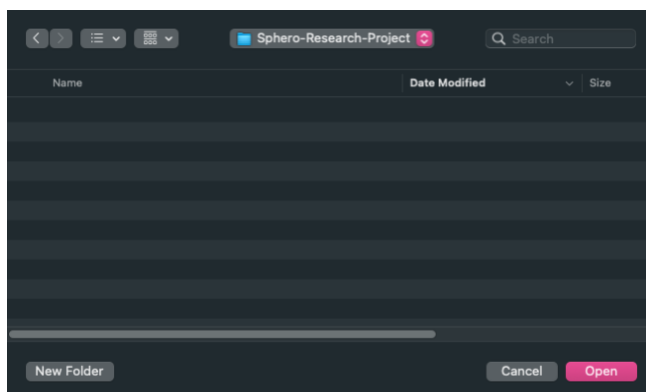 Sphero-Research-Project Search
Name Date Modified Size
New Folder Cancel Open